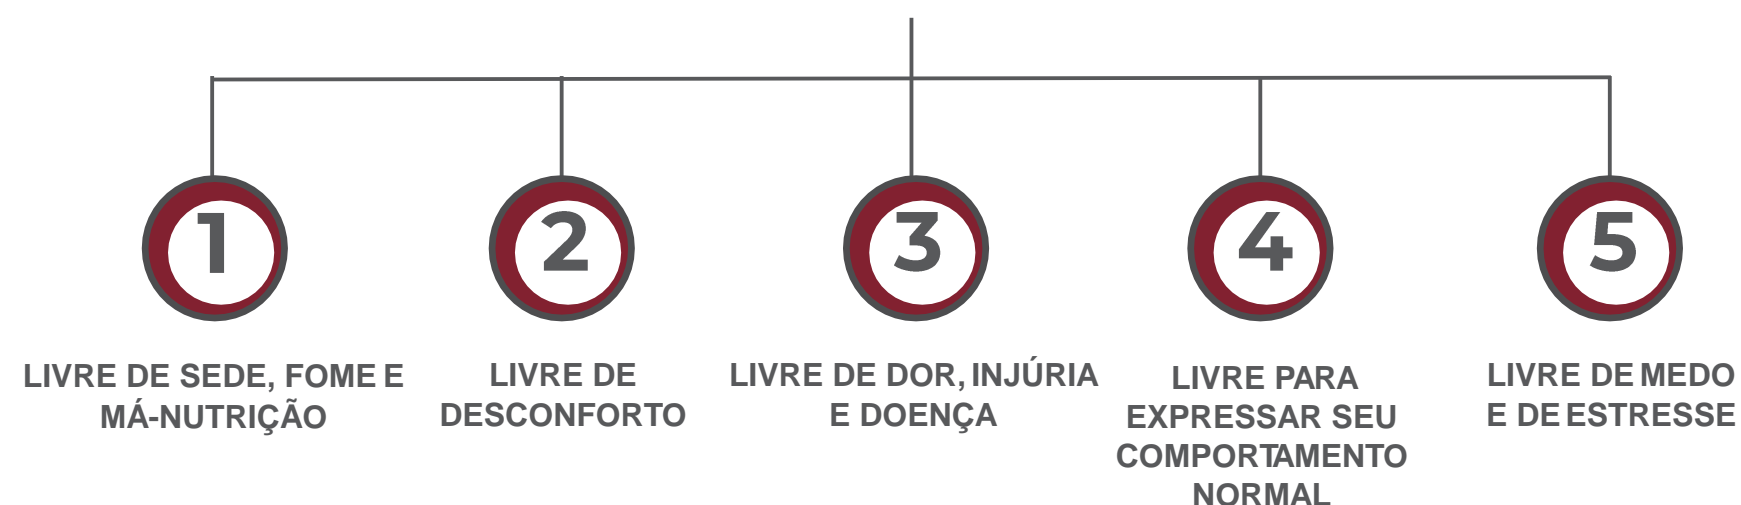 1
LIVRE DE SEDE, FOME E
MÁ-NUTRIÇÃO
2
LIVRE DE
DESCONFORTO
3
LIVRE DE DOR, INJÚRIA
E DOENÇA
4
LIVRE PARA
EXPRESSAR SEU
COMPORTAMENTO
NORMAL
5
LIVRE DE MEDO
E DE ESTRESSE